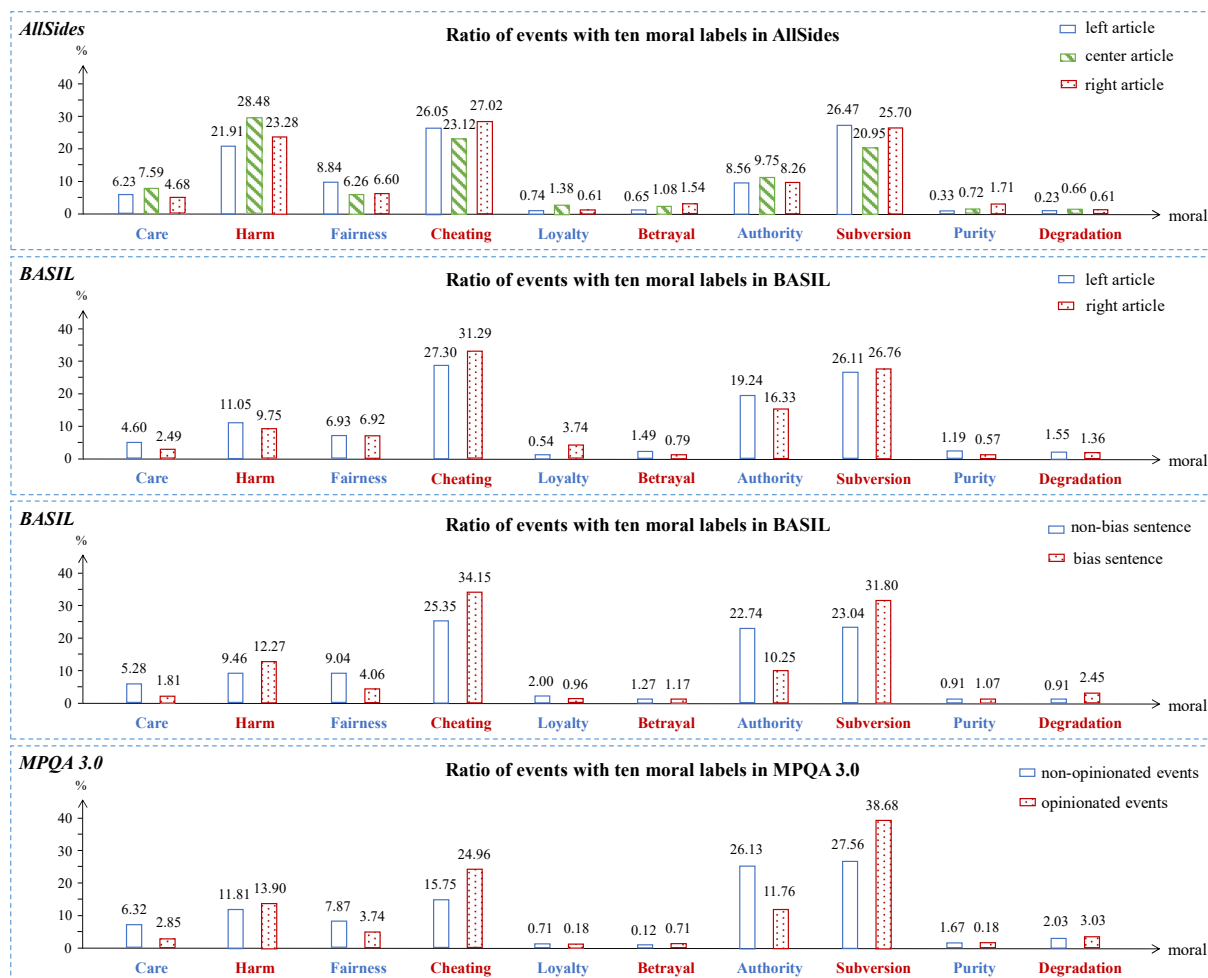 AllSides
Ratio of events with ten moral labels in AllSides
left article
center article
right article
%
40
30
20
10
0
6.23 7.59 4.68
21.91 28.48 23.28
8.84 6.26 6.60
26.05 23.12 27.02
0.74 1.38 0.61
0.65 1.08 1.54
8.56 9.75 8.26
26.47 20.95 25.70
0.33 0.72 1.71
0.23 0.66 0.61
moral
Care Harm Fairness Cheating Loyalty Betrayal Authority Subversion Purity Degradation
BASIL
Ratio of events with ten moral labels in BASIL
left article
right article
%
40
30
20
10
0
4.60 2.49
11.05 9.75
6.93 6.92
27.30 31.29
0.54 3.74
1.49 0.79
19.24 16.33
26.11 26.76
1.19 0.57
1.55 1.36
moral
Care Harm Fairness Cheating Loyalty Betrayal Authority Subversion Purity Degradation
BASIL
Ratio of events with ten moral labels in BASIL
non-bias sentence
bias sentence
%
40
30
20
10
0
5.28 1.81
9.46 12.27
9.04 4.06
25.35 34.15
2.00 0.96
1.27 1.17
22.74 10.25
23.04 31.80
0.91 1.07
0.91 2.45
moral
Care Harm Fairness Cheating Loyalty Betrayal Authority Subversion Purity Degradation
MPQA 3.0
Ratio of events with ten moral labels in MPQA 3.0
non-opinionated events
opinionated events
%
40
30
20
10
0
6.32 2.85
11.81 13.90
7.87 3.74
15.75 24.96
0.71 0.18
0.12 0.71
26.13 11.76
27.56 38.68
1.67 0.18
2.03 3.03
moral
Care Harm Fairness Cheating Loyalty Betrayal Authority Subversion Purity Degradation